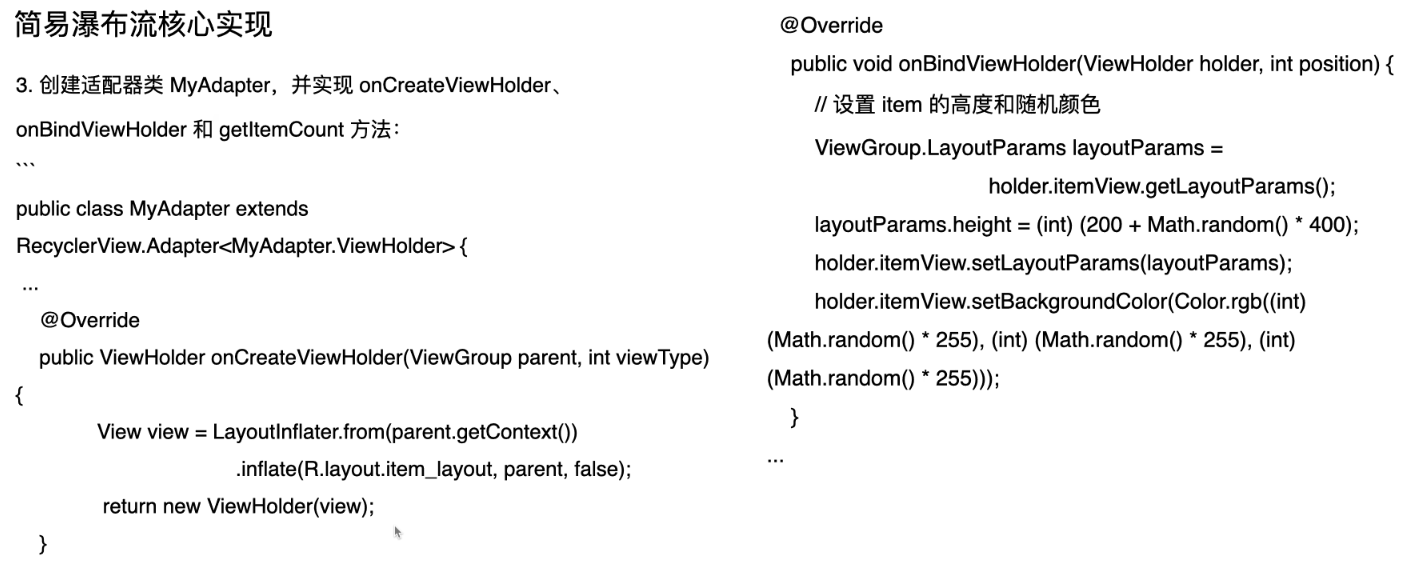 简易瀑布流核心实现
3. 创建适配器类 MyAdapter，并实现 onCreateViewHolder、
onBindViewHolder 和 getItemCount 方法：
```
public class MyAdapter extends
RecyclerView.Adapter<MyAdapter.ViewHolder> {
...
@Override
public ViewHolder onCreateViewHolder(ViewGroup parent, int viewType)
{
View view = LayoutInflater.from(parent.getContext())
.inflate(R.layout.item_layout, parent, false);
return new ViewHolder(view);
}
@Override
public void onBindViewHolder(ViewHolder holder, int position) {
// 设置 item 的高度和随机颜色
ViewGroup.LayoutParams layoutParams =
holder.itemView.getLayoutParams();
layoutParams.height = (int) (200 + Math.random() * 400);
holder.itemView.setLayoutParams(layoutParams);
holder.itemView.setBackgroundColor(Color.rgb((int)
(Math.random() * 255), (int) (Math.random() * 255), (int)
(Math.random() * 255)));
}
...